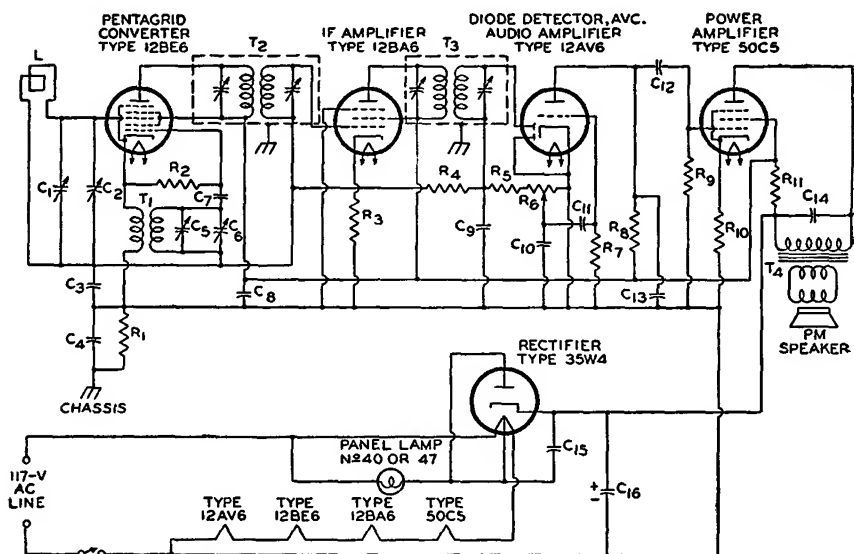 PENTAGRID
CONVERTER
TYPE 12BE6
T2
IF AMPLIFIER
TYPE 12BA6
T3
DIODE DETECTOR, AVC.
AUDIO AMPLIFIER
TYPE 12AV6
POWER
AMPLIFIER
TYPE 50C5
L
C12
R2
C1
C2
C7
T1
C5
C6
R3
R4
R5
R6
C11
C9
C10
R7
R8
R9
R10
R11
C14
C3
C8
C13
T4
C4
R1
PM
SPEAKER
CHASSIS
RECTIFIER
TYPE 35W4
PANEL LAMP
No 40 OR 47
C15
C16
+
-
117-V
AC
LINE
TYPE
12AV6
TYPE
12BE6
TYPE
12BA6
TYPE
50C5